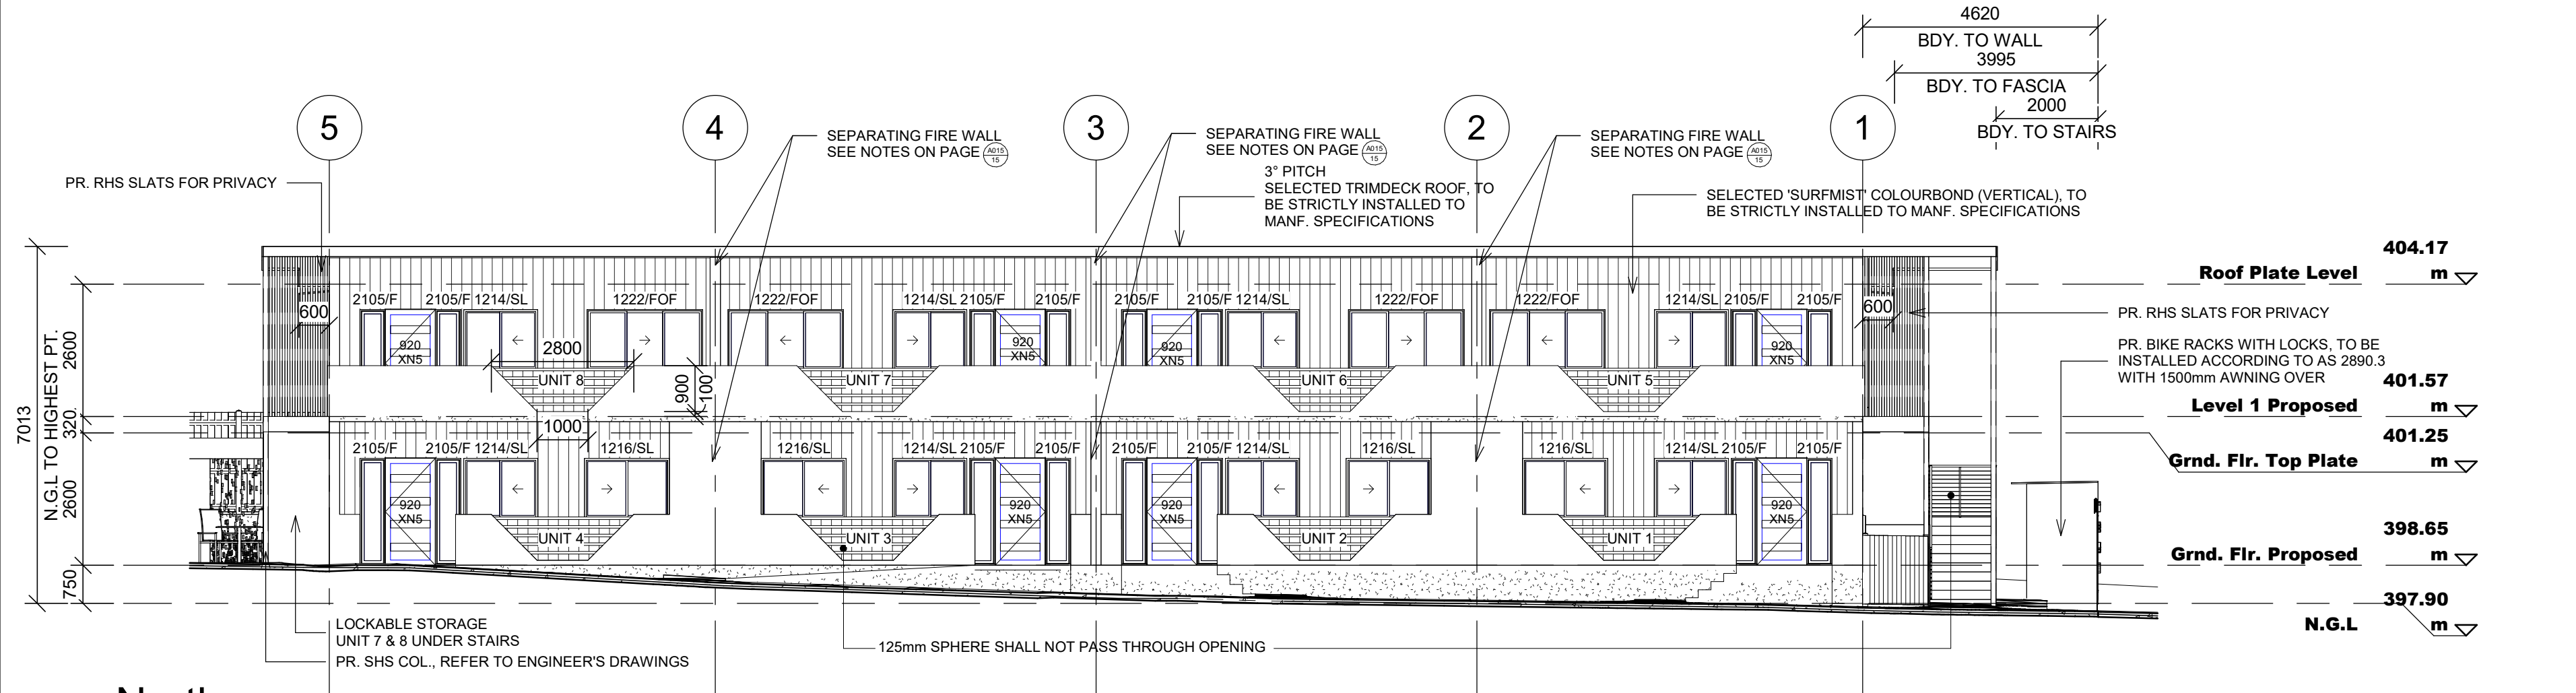 4620
BDY. TO WALL
3995
BDY. TO FASCIA
2000
BDY. TO STAIRS
5
4
3
2
1
SEPARATING FIRE WALL
SEE NOTES ON PAGE
A015
15
SEPARATING FIRE WALL
SEE NOTES ON PAGE
A015
15
SEPARATING FIRE WALL
SEE NOTES ON PAGE
A015
15
PR. RHS SLATS FOR PRIVACY
3° PITCH
SELECTED TRIMDECK ROOF, TO
BE STRICTLY INSTALLED TO
MANF. SPECIFICATIONS
SELECTED 'SURFMIST' COLOURBOND (VERTICAL), TO
BE STRICTLY INSTALLED TO MANF. SPECIFICATIONS
404.17
Roof Plate Level m
2105/F 2105/F 1214/SL 1222/FOF 1222/FOF 1214/SL 2105/F 2105/F 2105/F 2105/F 1214/SL 1222/FOF 1222/FOF 1214/SL 2105/F 2105/F
600
600
PR. RHS SLATS FOR PRIVACY
920
XN5
920
XN5
920
XN5
920
XN5
2800
PR. BIKE RACKS WITH LOCKS, TO BE
INSTALLED ACCORDING TO AS 2890.3
WITH 1500mm AWNING OVER
UNIT 8 UNIT 7 UNIT 6 UNIT 5
900
100
401.57
Level 1 Proposed m
7013
N.G.L TO HIGHEST PT.
2600
320
2600
750
1000
401.25
Grnd. Flr. Top Plate m
2105/F 2105/F 1214/SL 1216/SL 1216/SL 1214/SL 2105/F 2105/F 2105/F 2105/F 1214/SL 1216/SL 1216/SL 1214/SL 2105/F 2105/F
920
XN5
920
XN5
920
XN5
920
XN5
UNIT 4 UNIT 3 UNIT 2 UNIT 1
398.65
Grnd. Flr. Proposed m
397.90
N.G.L m
LOCKABLE STORAGE
UNIT 7 & 8 UNDER STAIRS
PR. SHS COL., REFER TO ENGINEER'S DRAWINGS
125mm SPHERE SHALL NOT PASS THROUGH OPENING